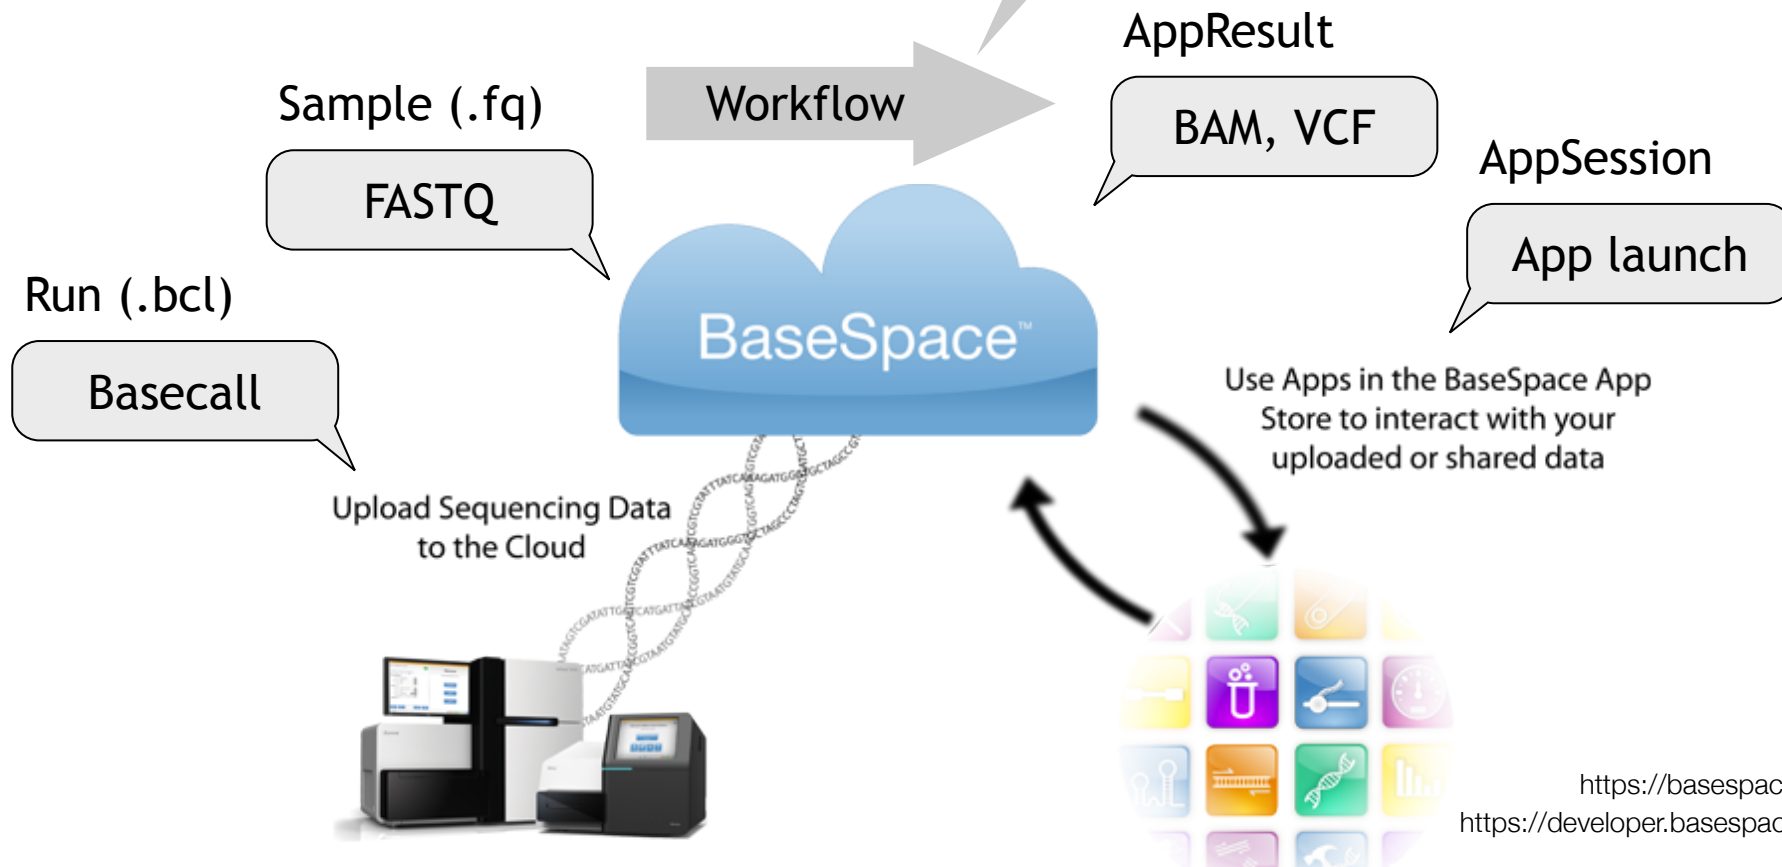 AppResult
Workflow
Sample (.fq)
BAM, VCF
AppSession
FASTQ
App launch
Run (.bcl)
BaseSpace™
Basecall
Use Apps in the BaseSpace App
Store to interact with your
uploaded or shared data
Upload Sequencing Data
to the Cloud
https://basespac
https://developer.basespac